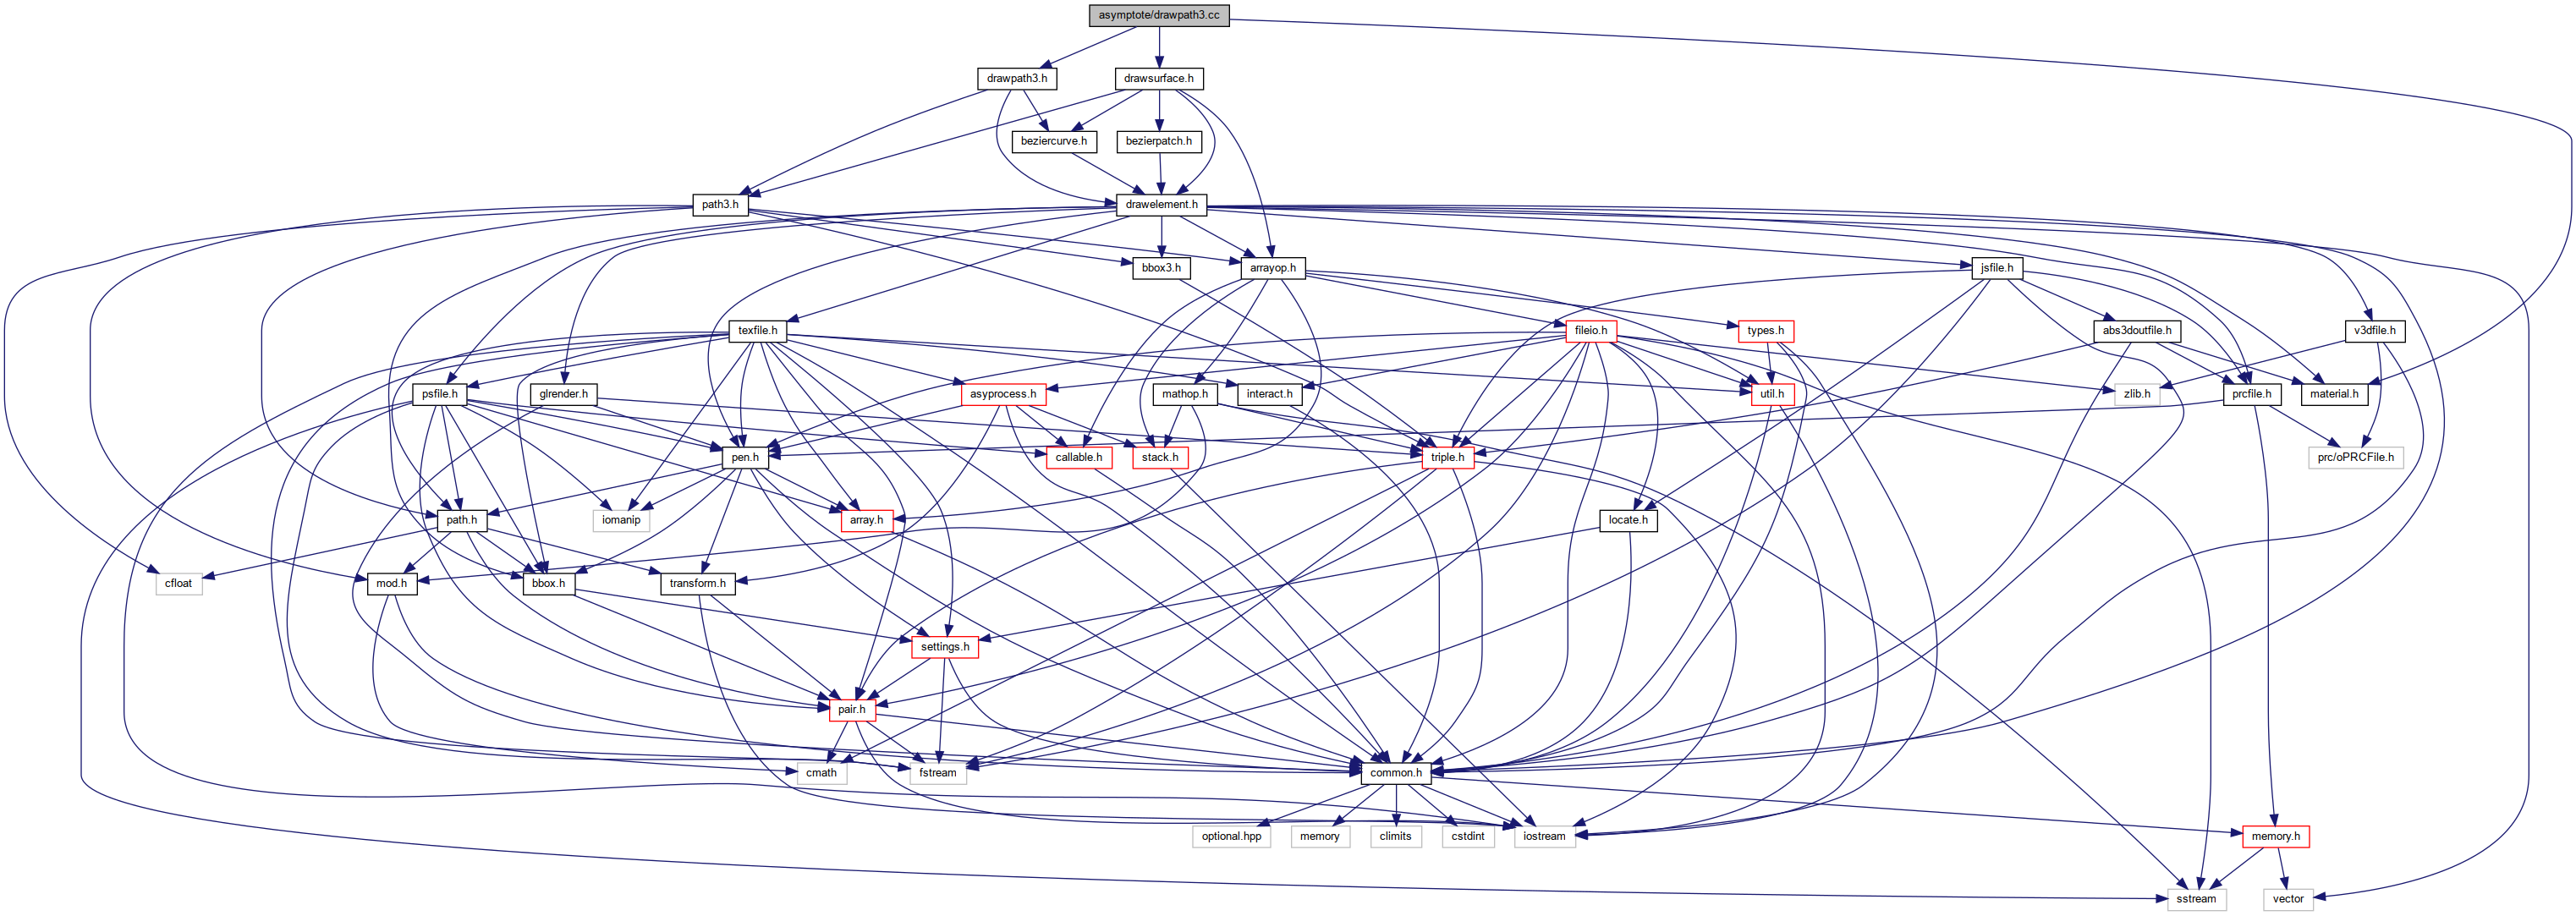 asymptote/drawpath3.cc
drawpath3.h
drawsurface.h
beziercurve.h
bezierpatch.h
path3.h
drawelement.h
bbox3.h
arrayop.h
jsfile.h
texfile.h
fileio.h
types.h
abs3doutfile.h
v3dfile.h
psfile.h
glrender.h
asyprocess.h
mathop.h
interact.h
util.h
zlib.h
prcfile.h
material.h
pen.h
callable.h
stack.h
triple.h
prc/oPRCFile.h
path.h
iomanip
array.h
locate.h
cfloat
mod.h
bbox.h
transform.h
settings.h
pair.h
cmath
fstream
common.h
optional.hpp
memory
climits
cstdint
iostream
memory.h
sstream
vector